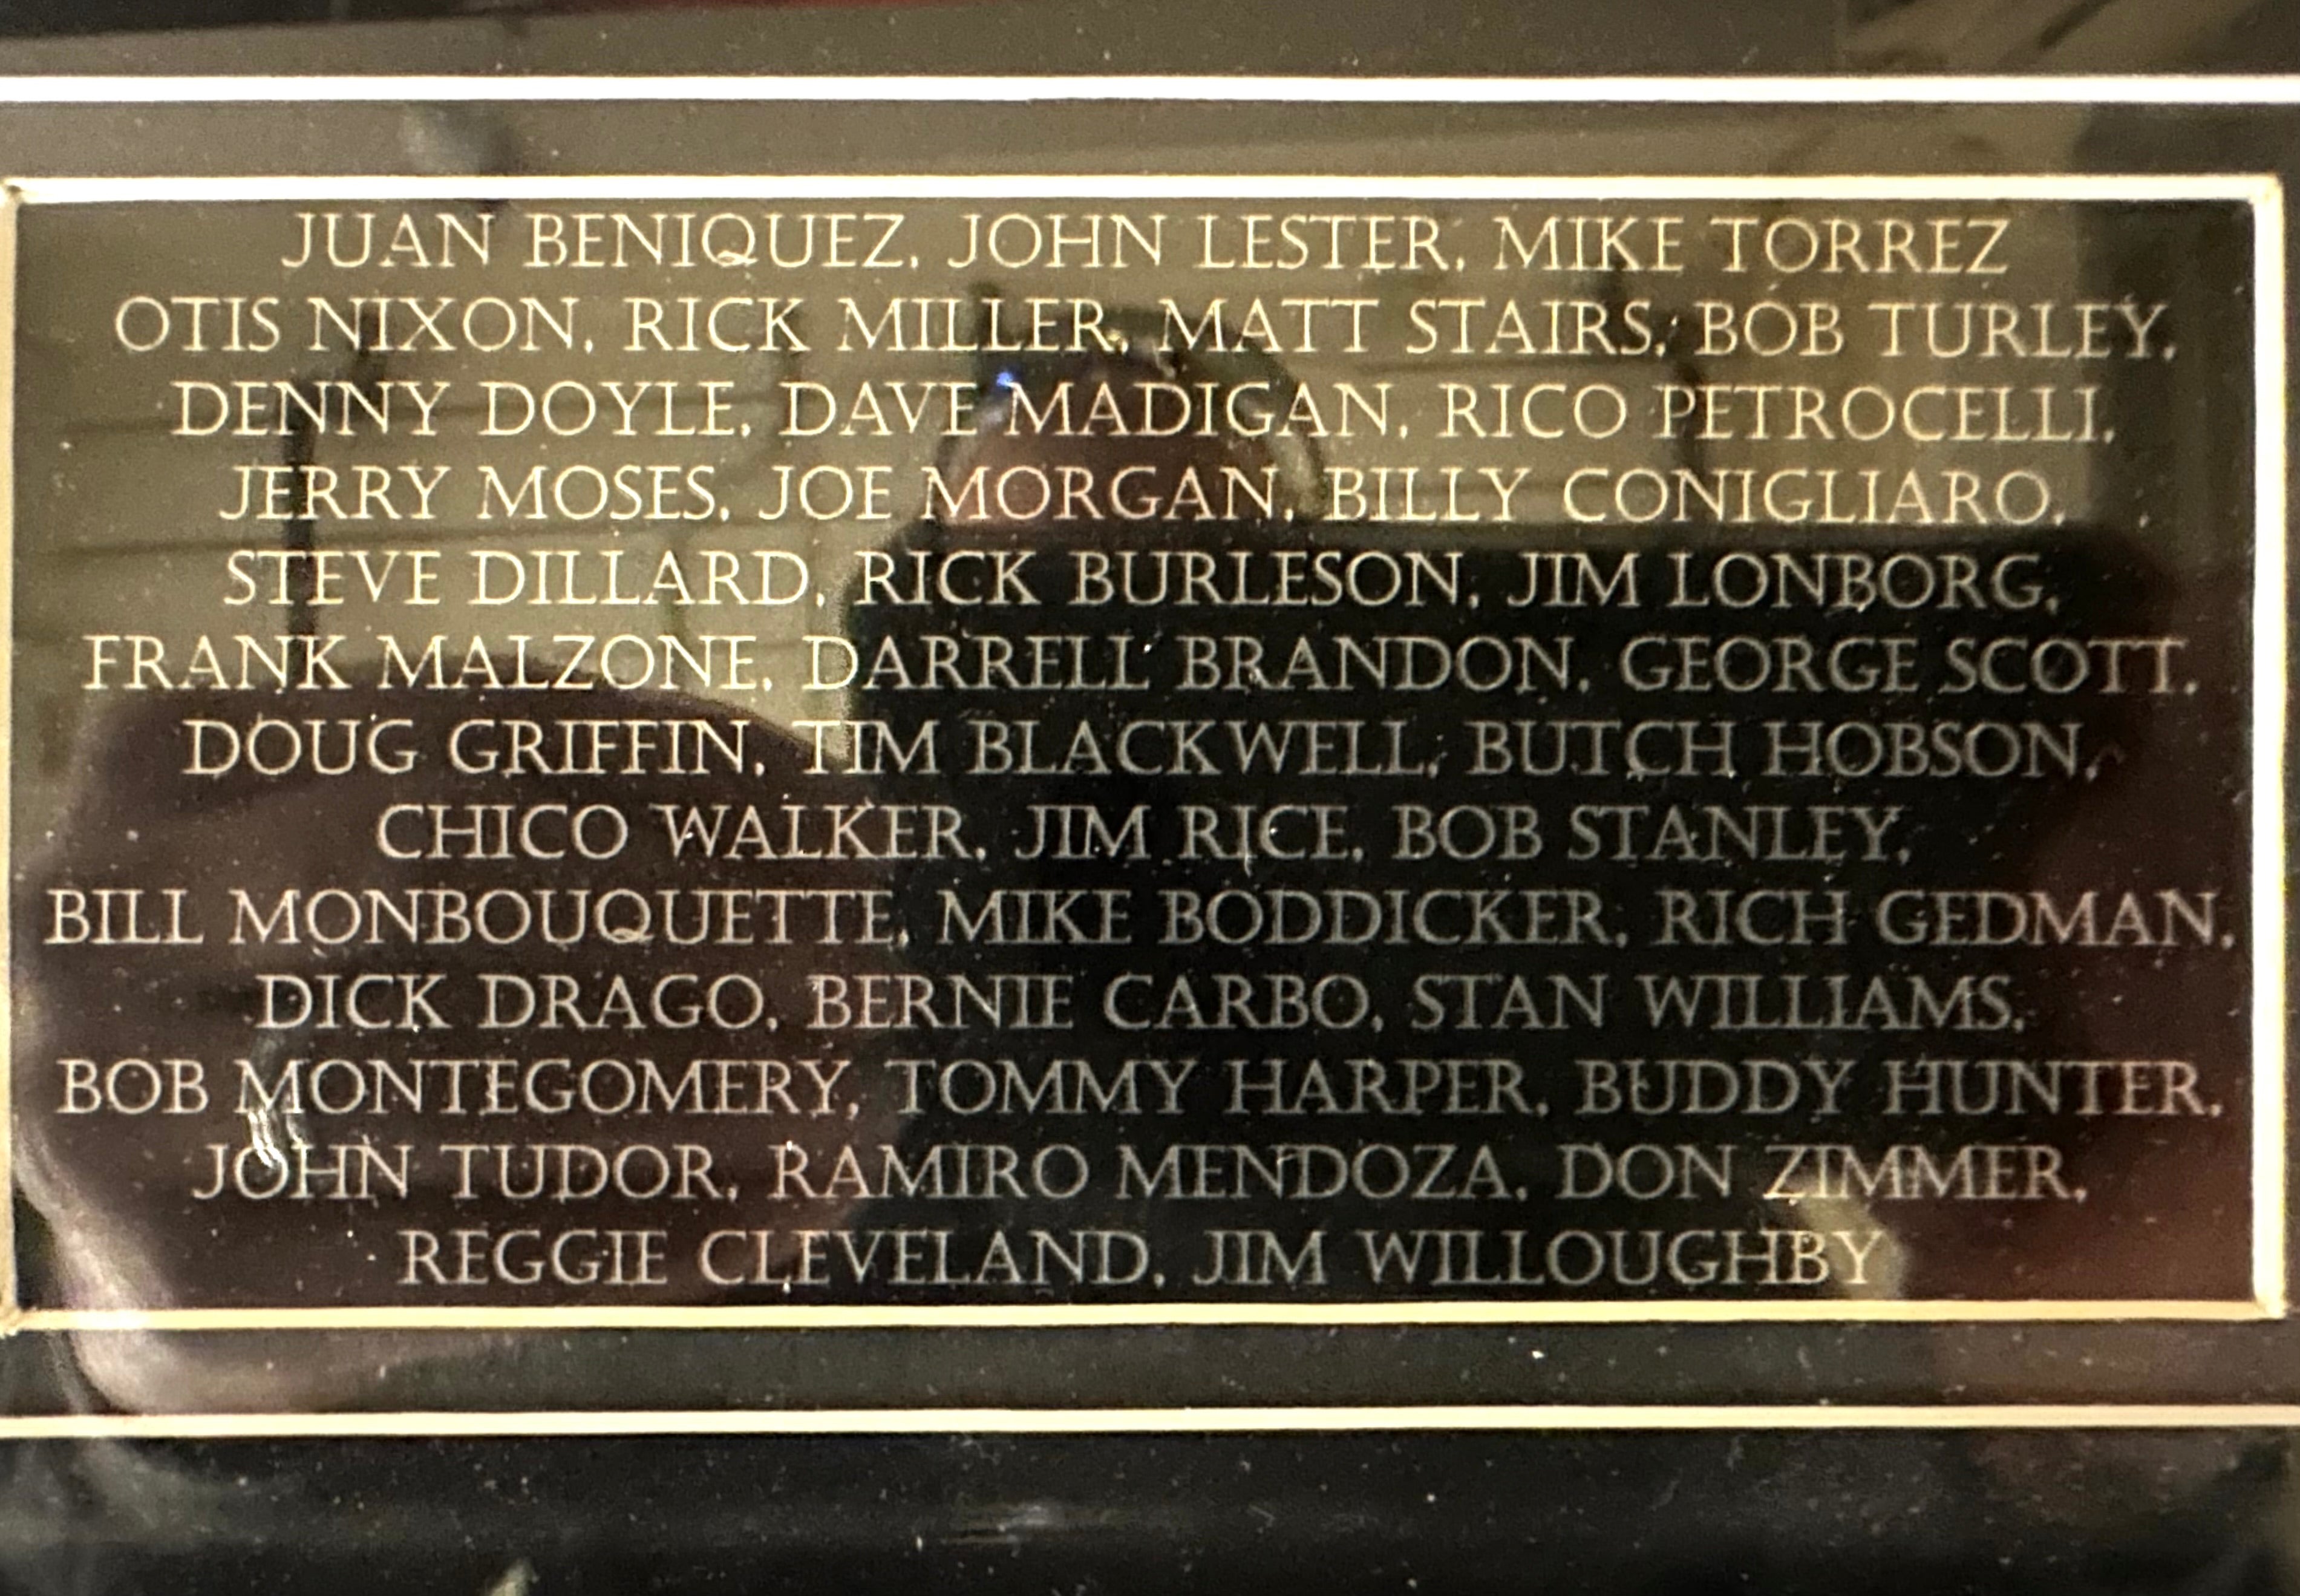 JUAN BENIQUEZ, JOHN LESTER, MIKE TORREZ
OTIS NIXON, RICK MILLER, MATT STAIRS, BOB TURLEY,
DENNY DOYLE, DAVE MADIGAN, RICO PETROCELLI,
JERRY MOSES, JOE MORGAN, BILLY CONIGLIARO,
STEVE DILLARD, RICK BURLESON, JIM LONBORG,
FRANK MALZONE, DARRELL BRANDON, GEORGE SCOTT,
DOUG GRIFFIN, TIM BLACKWELL, BUTCH HOBSON,
CHICO WALKER, JIM RICE, BOB STANLEY,
BILL MONBOUQUETTE, MIKE BODDICKER, RICH GEDMAN,
DICK DRAGO, BERNIE CARBO, STAN WILLIAMS,
BOB MONTEGOMERY, TOMMY HARPER, BUDDY HUNTER,
JOHN TUDOR, RAMIRO MENDOZA, DON ZIMMER,
REGGIE CLEVELAND, JIM WILLOUGHBY